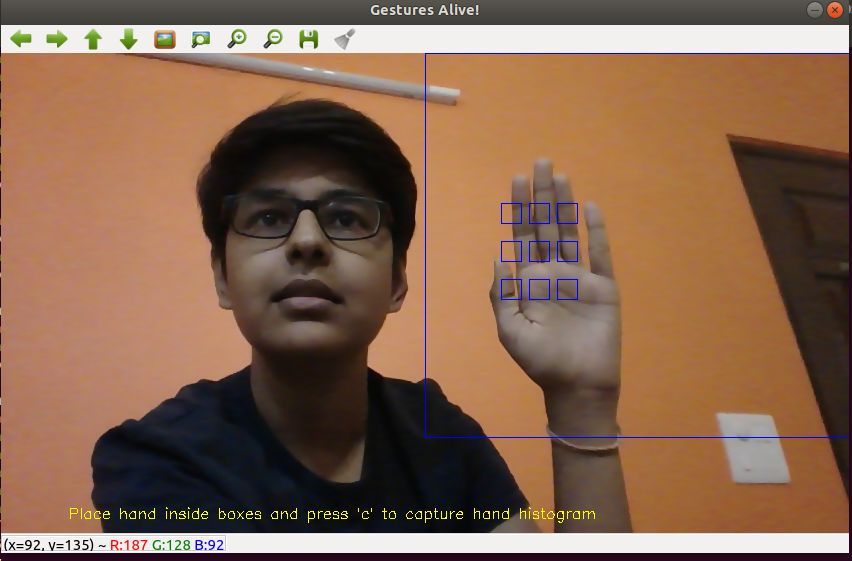 Gestures Alive!
Place hand inside boxes and press 'c' to capture hand histogram
(x=92, y=135) ~ R:187 G:128 B:92